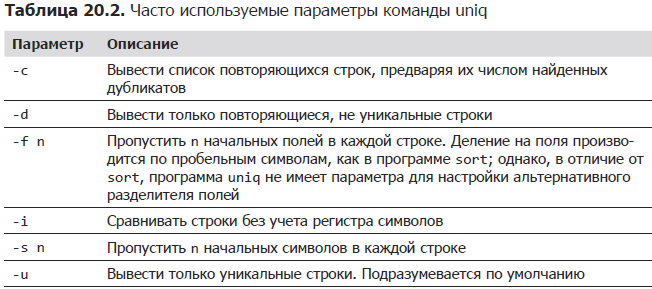 Таблица 20.2. Часто используемые параметры команды uniq
Параметр Описание
-c Вывести список повторяющихся строк, предваряя их числом найденных
дубликатов
-d Вывести только повторяющиеся, не уникальные строки
-f n Пропустить n начальных полей в каждой строке. Деление на поля произво-
дится по пробельным символам, как в программе sort; однако, в отличие от
sort, программа uniq не имеет параметра для настройки альтернативного
разделителя полей
-i Сравнивать строки без учета регистра символов
-s n Пропустить n начальных символов в каждой строке
-u Вывести только уникальные строки. Подразумевается по умолчанию